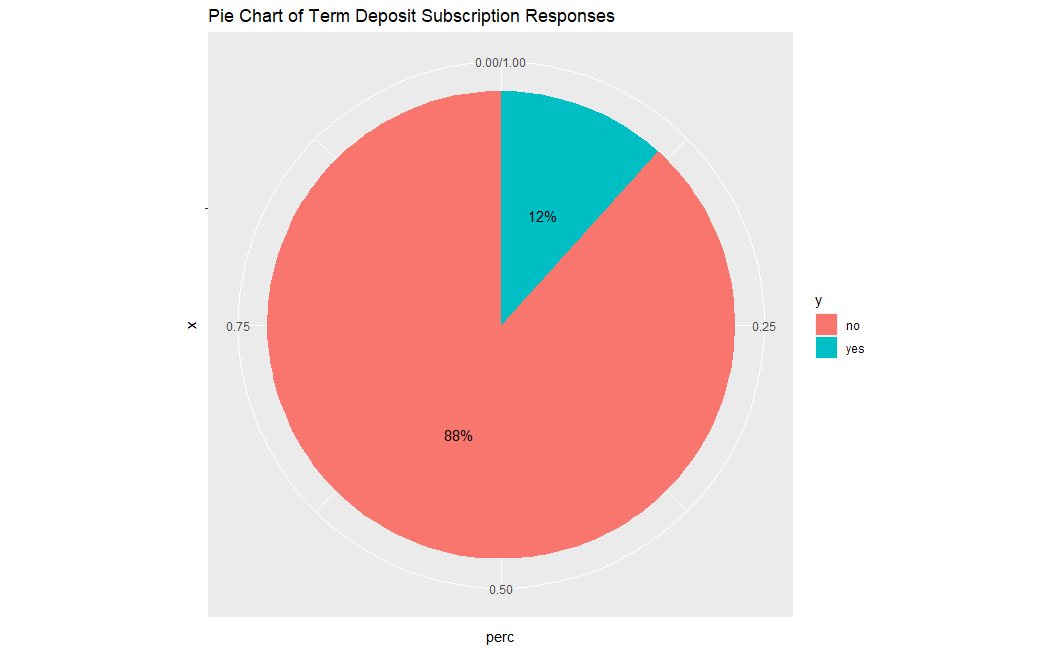 Pie Chart of Term Deposit Subscription Responses
0.00/1.00
12%
x
0.75
0.25
88%
0.50
perc
y
no
yes